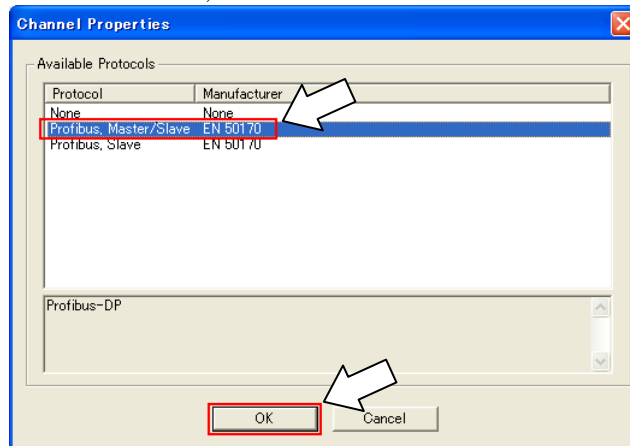 Channel Properties
Available Protocols
Protocol Manufacturer
None None
Profibus, Master/Slave EN 50170
Profibus, Slave EN 50170
Profibus-DP
OK Cancel